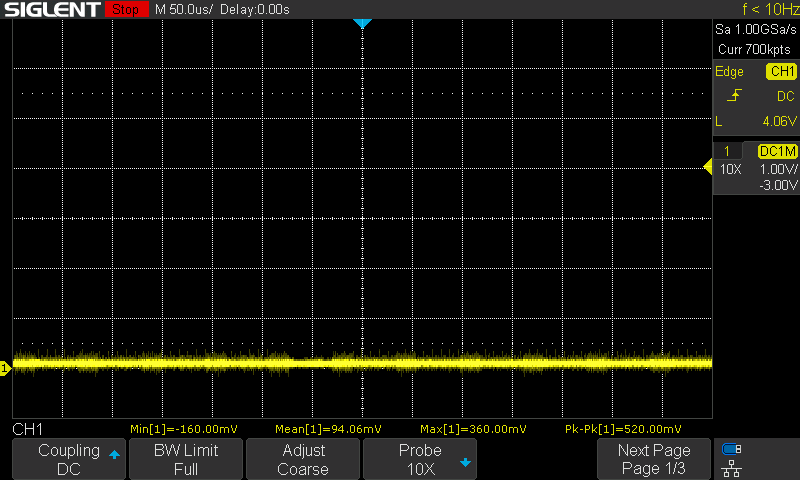 SIGLENT Stop M 50.0us/ Delay:0.00s f < 10Hz
Sa 1.00GSa/s
Curr 700kpts
Edge CH1
DC
L 4.06V
1 DC1M
10X 1.00V/
-3.00V
1
CH1 Min[1]=-160.00mV Mean[1]=94.06mV Max[1]=360.00mV Pk-Pk[1]=520.00mV
Coupling BW Limit Adjust Probe Next Page
DC Full Coarse 10X Page 1/3